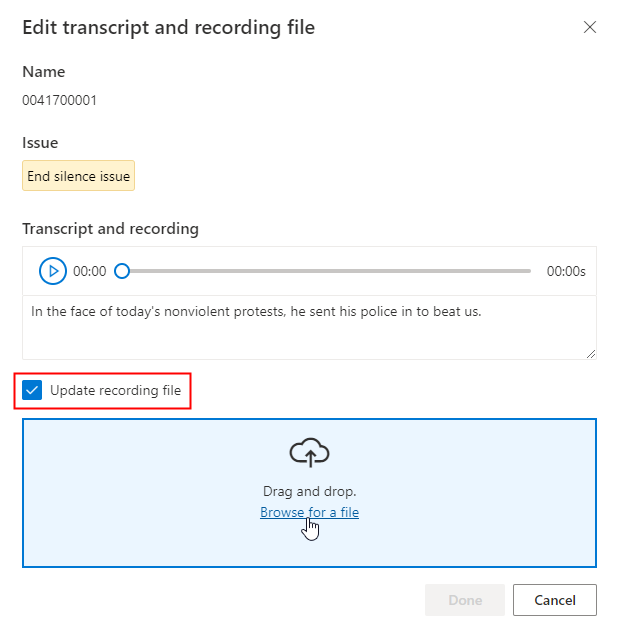 Edit transcript and recording file
Name
0041700001
Issue
End silence issue
Transcript and recording
00:00 00:00s
In the face of today's nonviolent protests, he sent his police in to beat us.
Update recording file
Drag and drop.
Browse for a file
Done Cancel